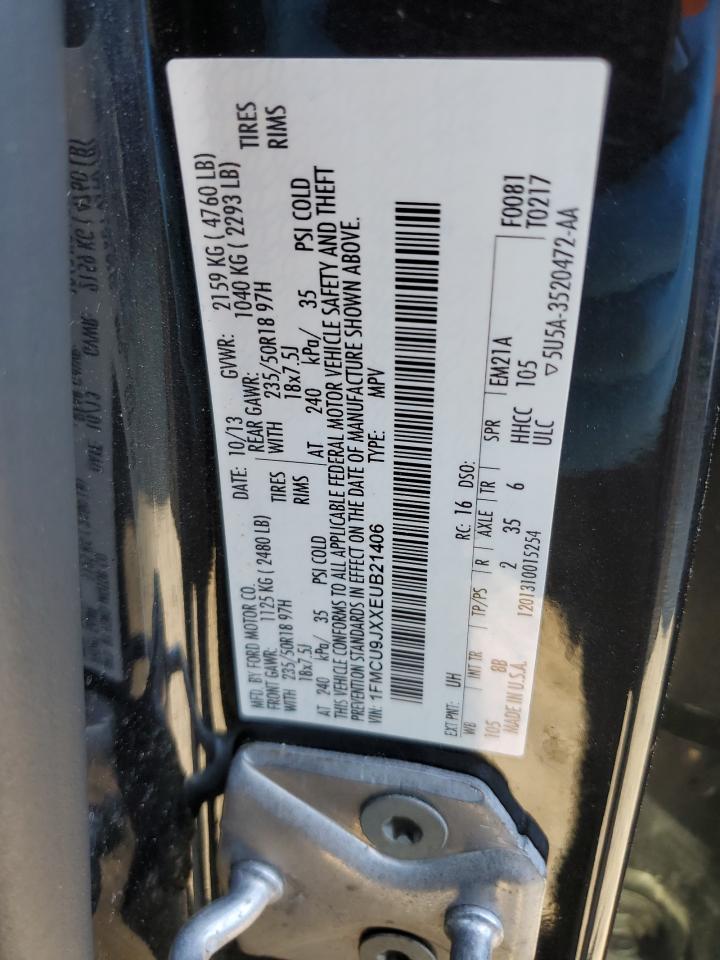 MFD. BY FORD MOTOR CO. DATE: 10/13 GVWR: 2159 KG ( 4760 LB)
FRONT GAWR: 1125 KG ( 2480 LB) REAR GAWR: 1040 KG ( 2293 LB)
WITH 235/50R18 97H TIRES WITH 235/50R18 97H TIRES
18x7.5J RIMS 18x7.5J RIMS
AT 240 kPa/ 35 PSI COLD AT 240 kPa/ 35 PSI COLD
THIS VEHICLE CONFORMS TO ALL APPLICABLE FEDERAL MOTOR VEHICLE SAFETY AND THEFT
PREVENTION STANDARDS IN EFFECT ON THE DATE OF MANUFACTURE SHOWN ABOVE.
VIN: 1FMCU9JXXEUB21406 TYPE: MPV
EXT PNT: UH RC: 16 DSO:
WB INT TR TP/PS R AXLE TR SPR EM21A F0081
105 8B 2 35 6 HHCC 105 T0217
MADE IN U.S.A. 1201310015254 ULC ▽5U5A-3520472-AA